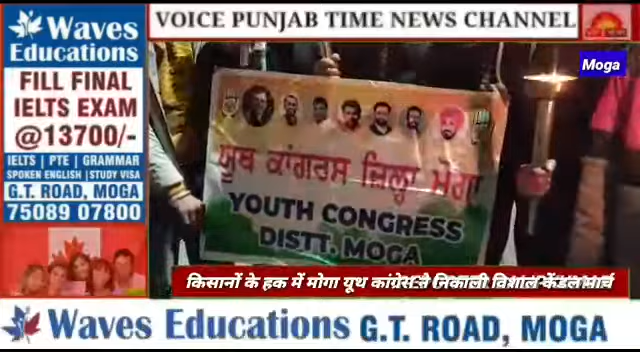 Waves
Educations
FILL FINAL
IELTS EXAM
@13700/-
IELTS | PTE | GRAMMAR
SPOKEN ENGLISH | STUDY VISA
G.T. ROAD, MOGA
75089 07800
VOICE PUNJAB TIME NEWS CHANNEL
Moga
ਯੂਥ ਕਾਂਗਰਸ ਜ਼ਿਲ੍ਹਾ ਮੋਗਾ
YOUTH CONGRESS
DISTT. MOGA
किसानों के हक में मोगा यूथ कांग्रेस ने निकाली विशाल केंडल मार्च
Waves Educations G.T. ROAD, MOGA